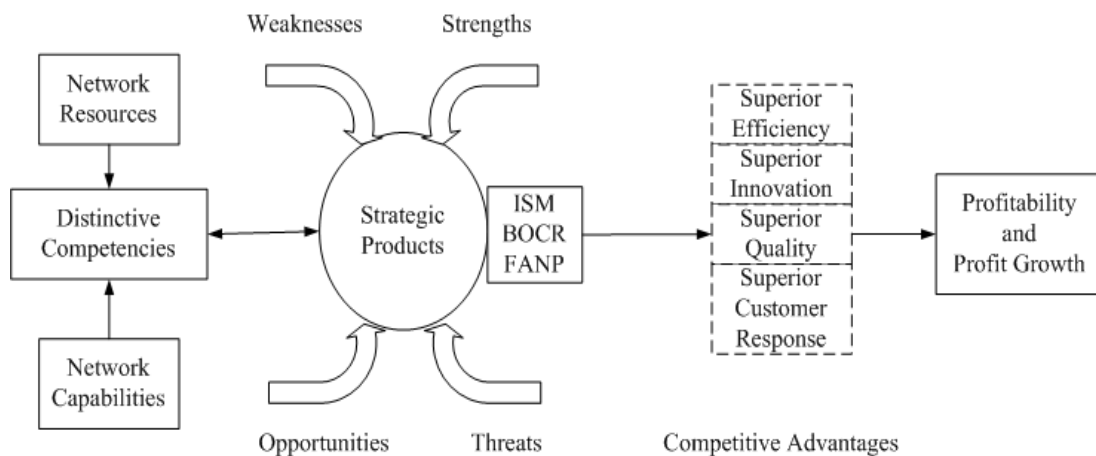 Weaknesses
Strengths
Network
Resources
Distinctive
Competencies
Network
Capabilities
Strategic
Products
ISM
BOCR
FANP
Opportunities
Threats
Superior
Efficiency
Superior
Innovation
Superior
Quality
Superior
Customer
Response
Competitive Advantages
Profitability
and
Profit Growth